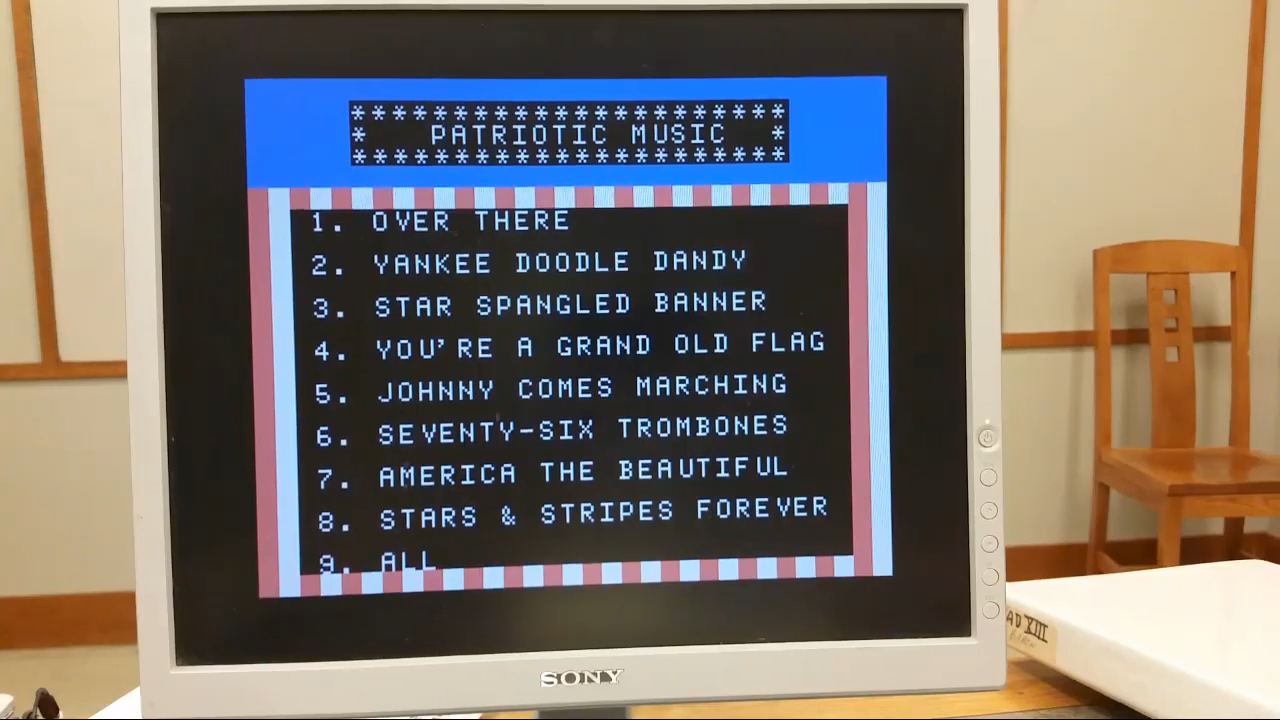 * * * * * * * * * * * * * * * * * * * * * *
* PATRIOTIC MUSIC *
* * * * * * * * * * * * * * * * * * * * * *
1. OVER THERE
2. YANKEE DOODLE DANDY
3. STAR SPANGLED BANNER
4. YOU'RE A GRAND OLD FLAG
5. JOHNNY COMES MARCHING
6. SEVENTY-SIX TROMBONES
7. AMERICA THE BEAUTIFUL
8. STARS & STRIPES FOREVER
9. ALL
AD XIII
SONY